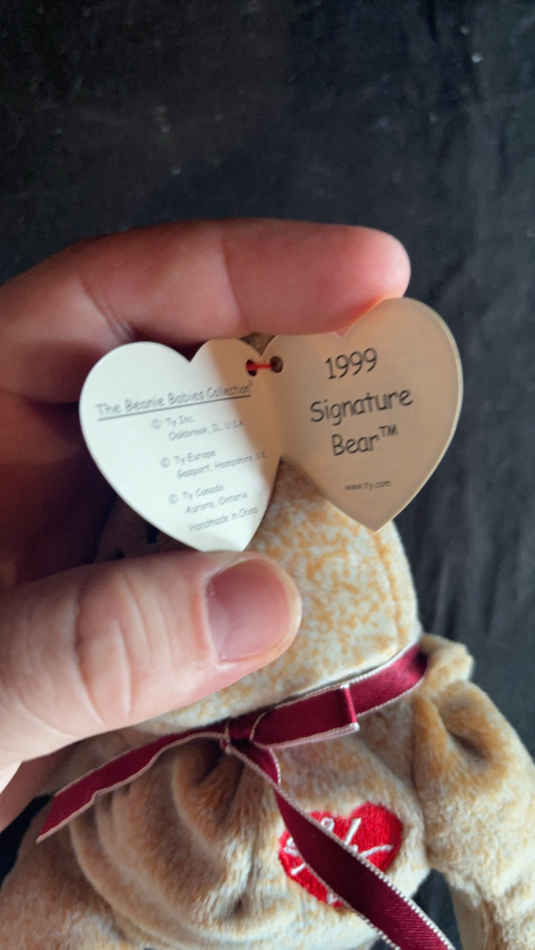 The Beanie Babies Collection®
© Ty Inc.
Oakbrook, IL, U.S.A.
© Ty Europe
Gosport, Hampshire, U.K.
© Ty Canada
Aurora, Ontario
Handmade in China
1999
Signature
Bear™
www.ty.com